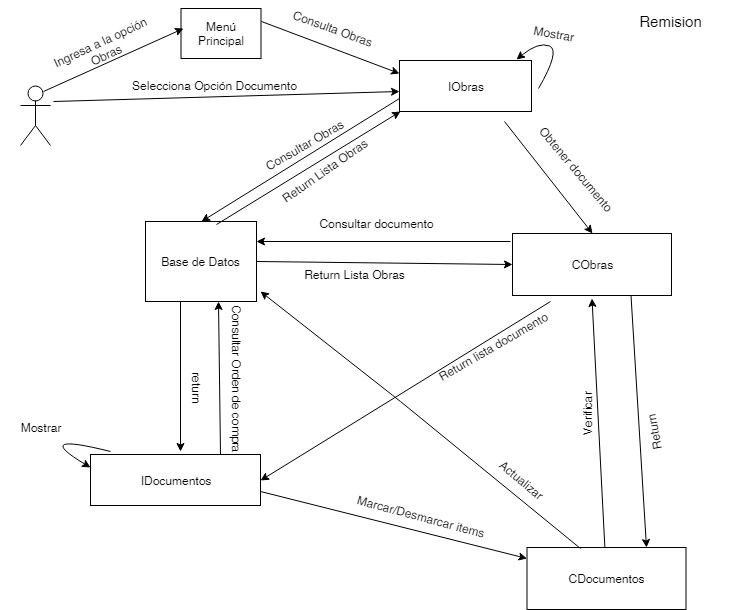 Remision
Ingresa a la opción
Obras
Menú
Principal
Consulta Obras
Mostrar
Selecciona Opción Documento
IObras
Consultar Obras
Return Lista Obras
Obtener documento
Consultar documento
Base de Datos
Return Lista Obras
CObras
return
Consultar Orden de compra
Return lista documento
Verificar
Return
Mostrar
IDocumentos
Actualizar
Marcar/Desmarcar items
CDocumentos